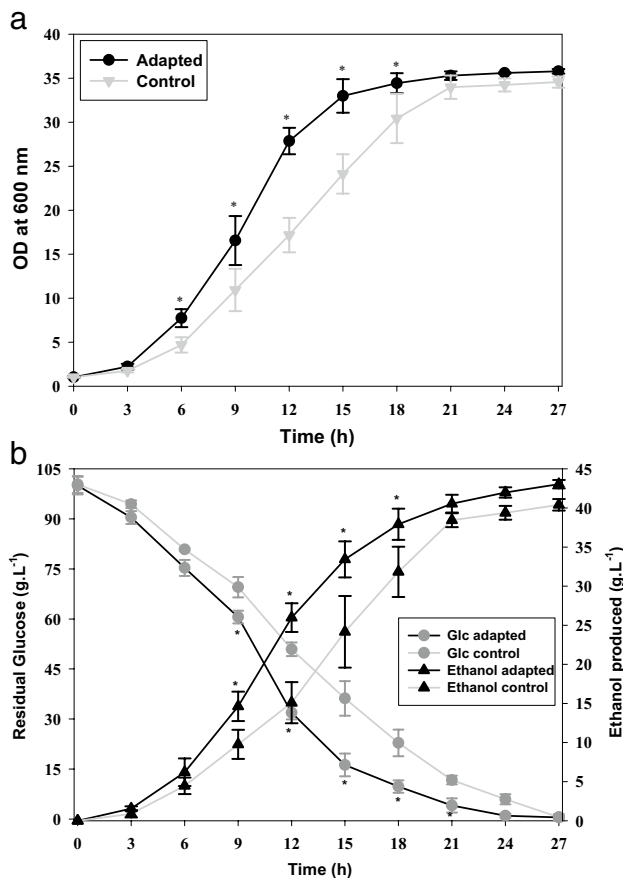 a
Adapted
Control
OD at 600 nm
40
35
30
25
20
15
10
5
0
* * * * *
0 3 6 9 12 15 18 21 24 27
Time (h)
b
Residual Glucose (g.L-1)
105
90
75
60
45
30
15
0
Ethanol produced (g.L-1)
45
40
35
30
25
20
15
10
5
0
* * * *
* * * * *
Glc adapted
Glc control
Ethanol adapted
Ethanol control
0 3 6 9 12 15 18 21 24 27
Time (h)